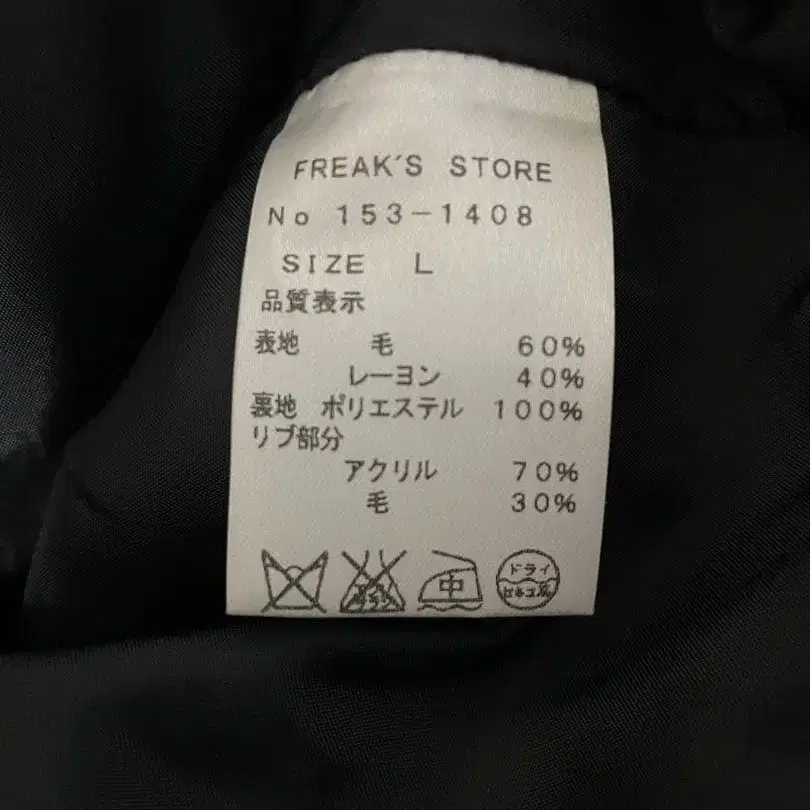 FREAK'S STORE
No 153-1408
SIZE L
品質表示
表地 毛 60%
レーヨン 40%
裏地 ポリエステル 100%
リブ部分
アクリル 70%
毛 30%
中
ドライ